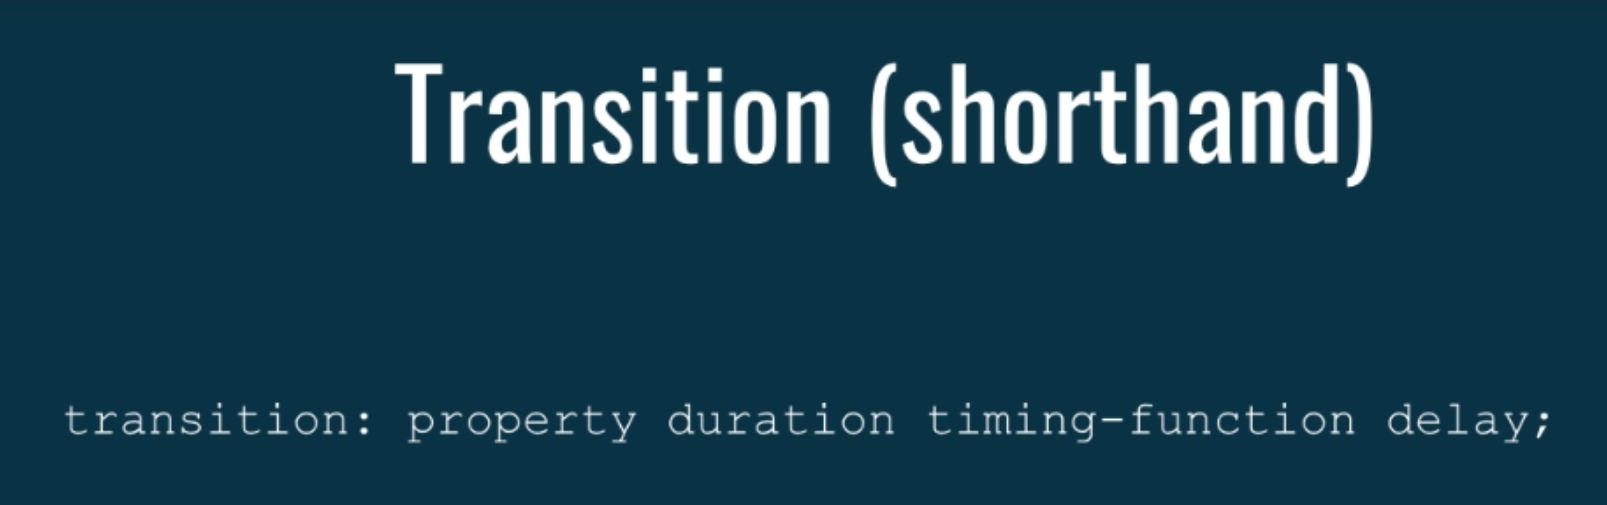 Transition (shorthand)
transition: property duration timing-function delay;